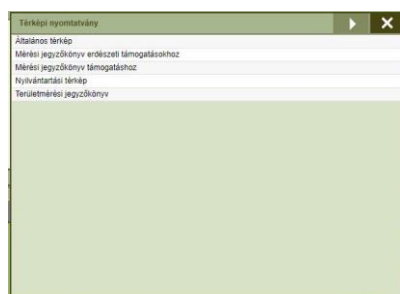 Térképi nyomtatvány
Általános térkép
Mérési jegyzőkönyv erdészeti támogatásokhoz
Mérési jegyzőkönyv támogatáshoz
Nyilvántartási térkép
Területmérési jegyzőkönyv